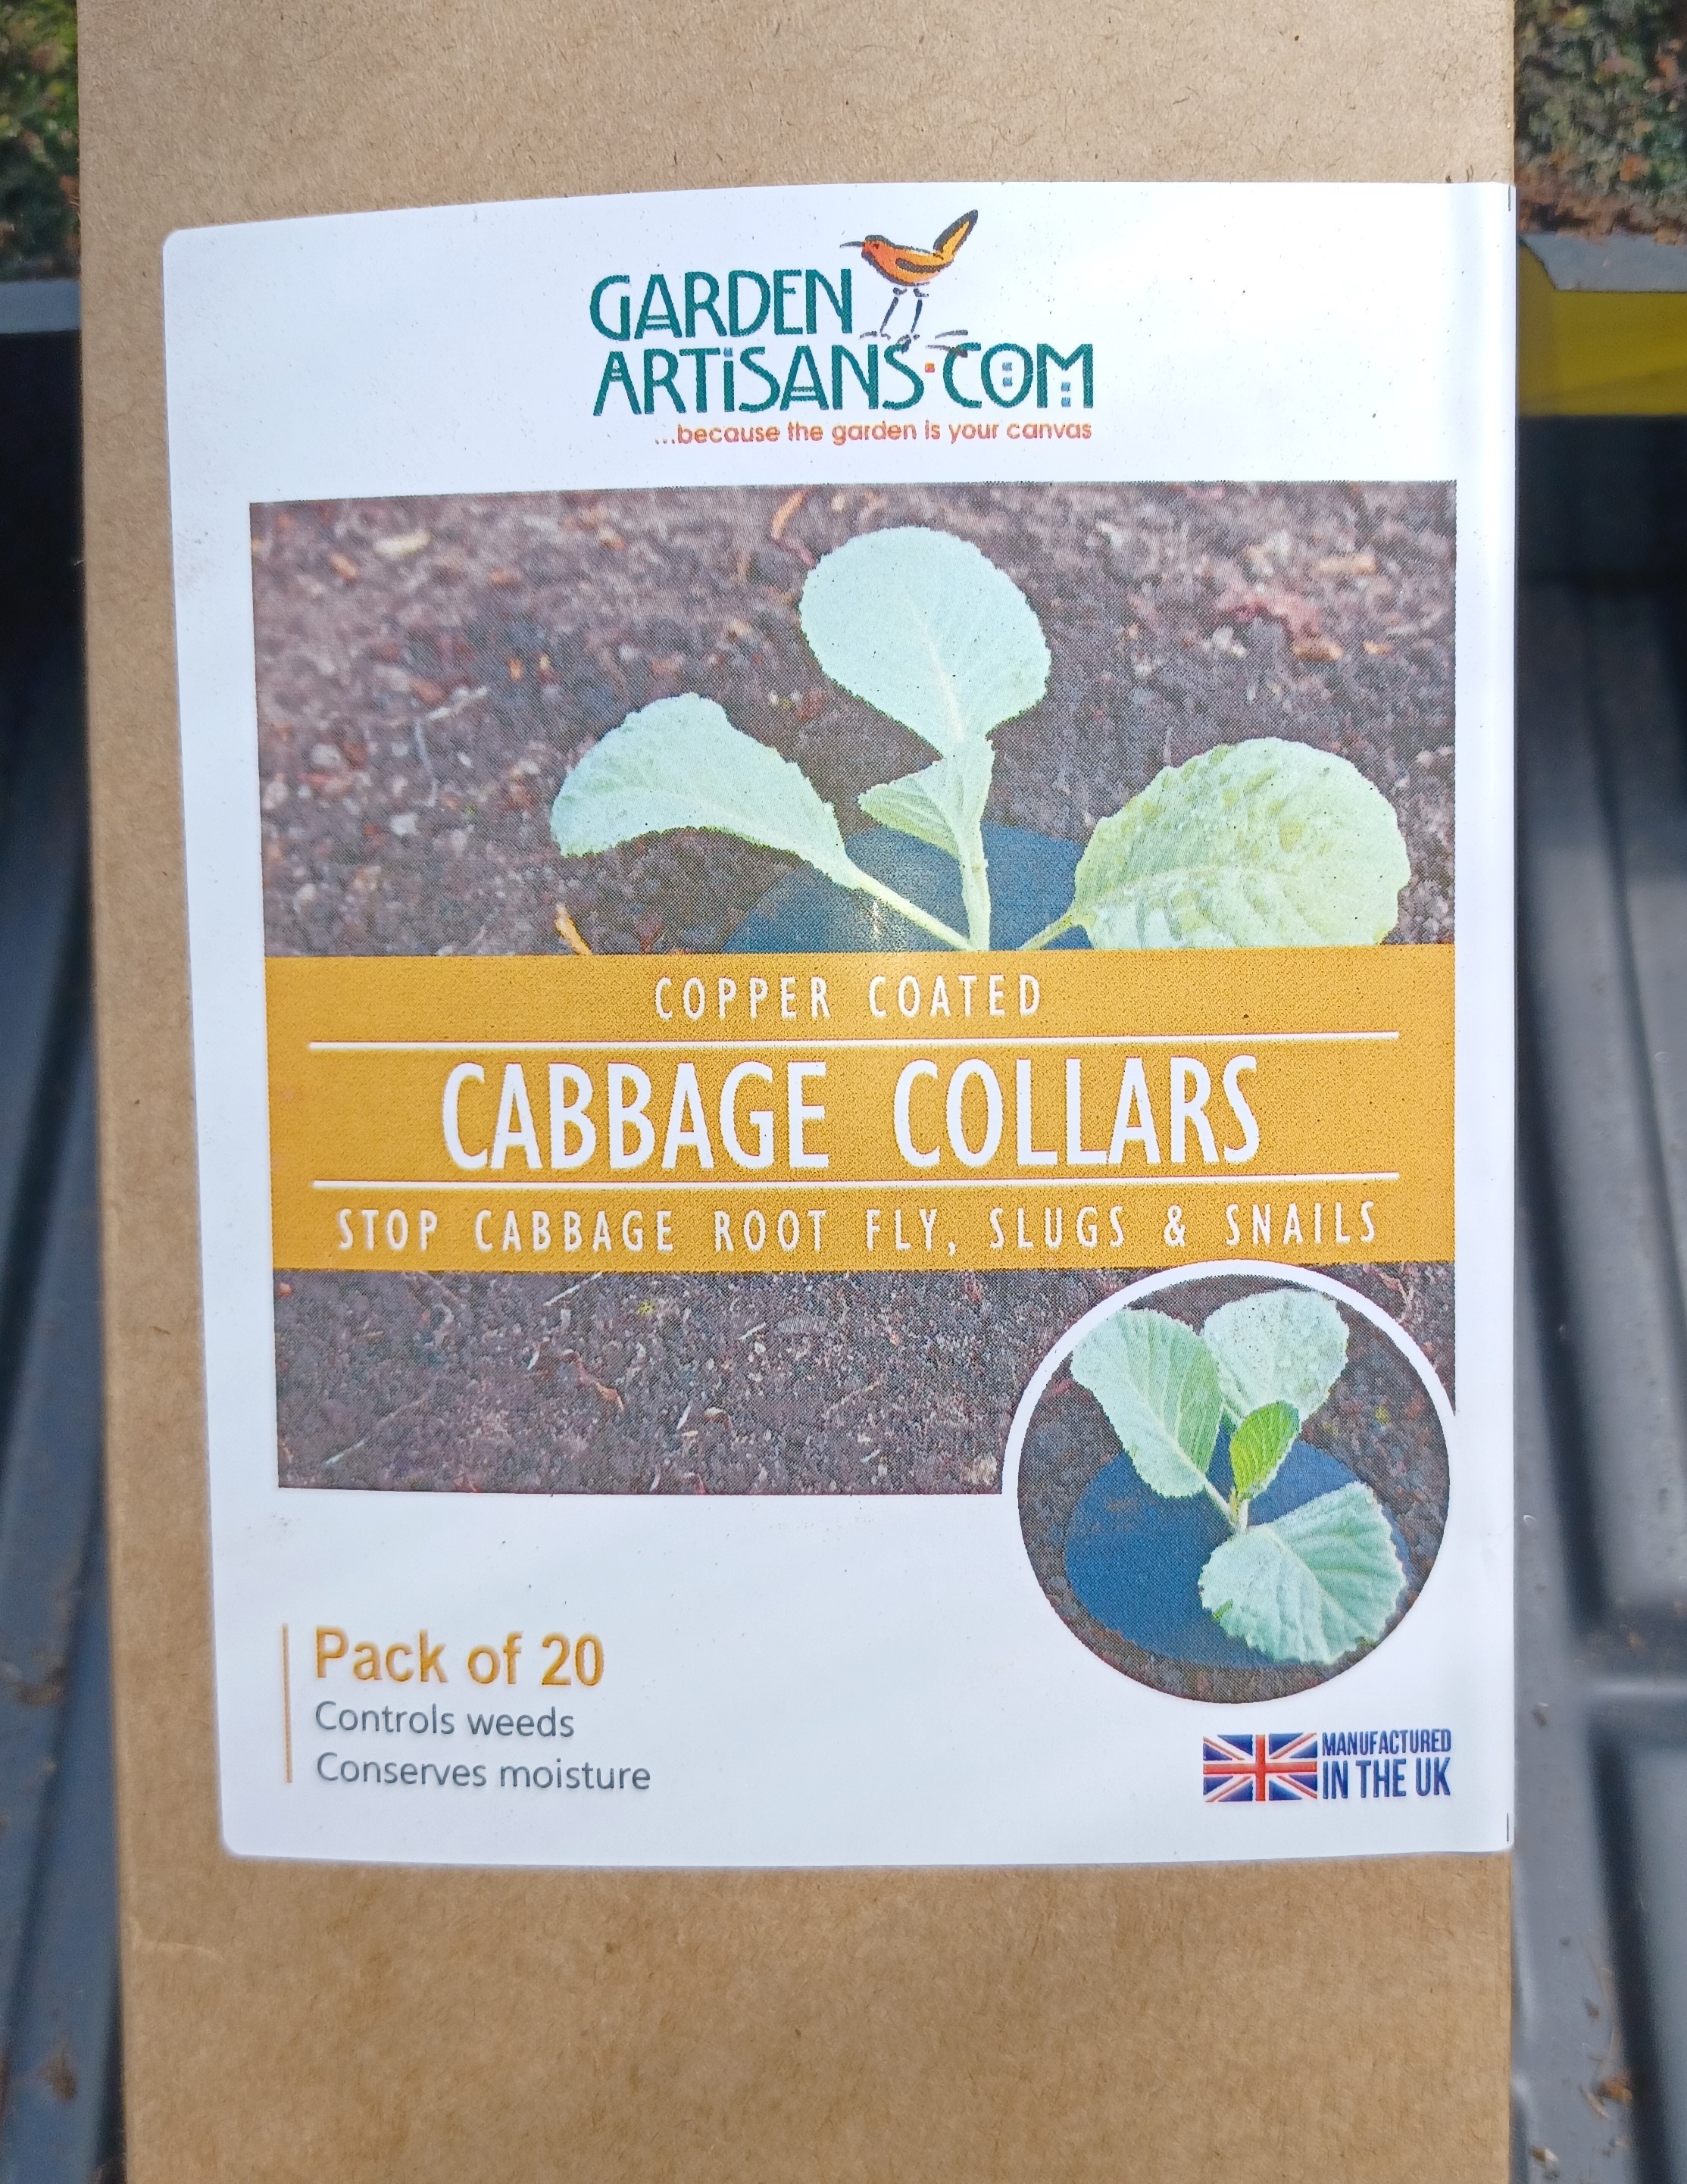 GARDEN
ARTiSANS·COM
...because the garden is your canvas
COPPER COATED
CABBAGE COLLARS
STOP CABBAGE ROOT FLY, SLUGS & SNAILS
Pack of 20
Controls weeds
Conserves moisture
MANUFACTURED
IN THE UK